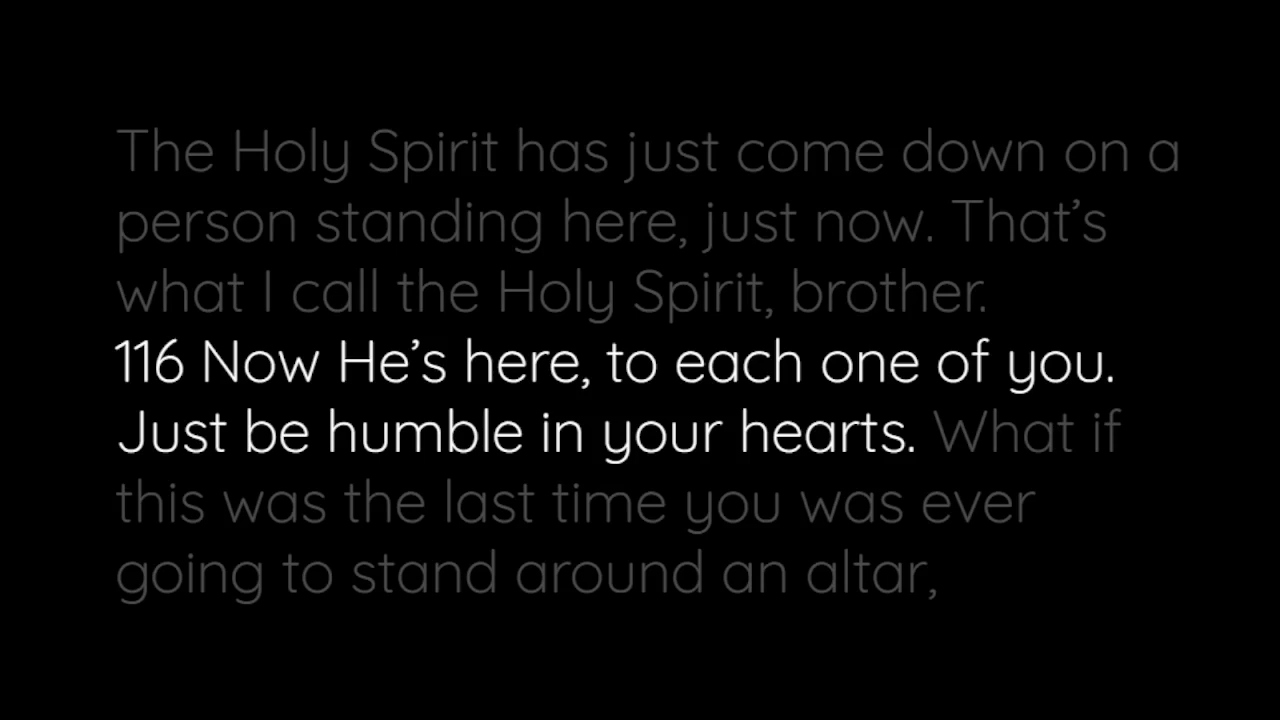 The Holy Spirit has just come down on a
person standing here, just now. That’s
what I call the Holy Spirit, brother.
116 Now He’s here, to each one of you.
Just be humble in your hearts. What if
this was the last time you was ever
going to stand around an altar,